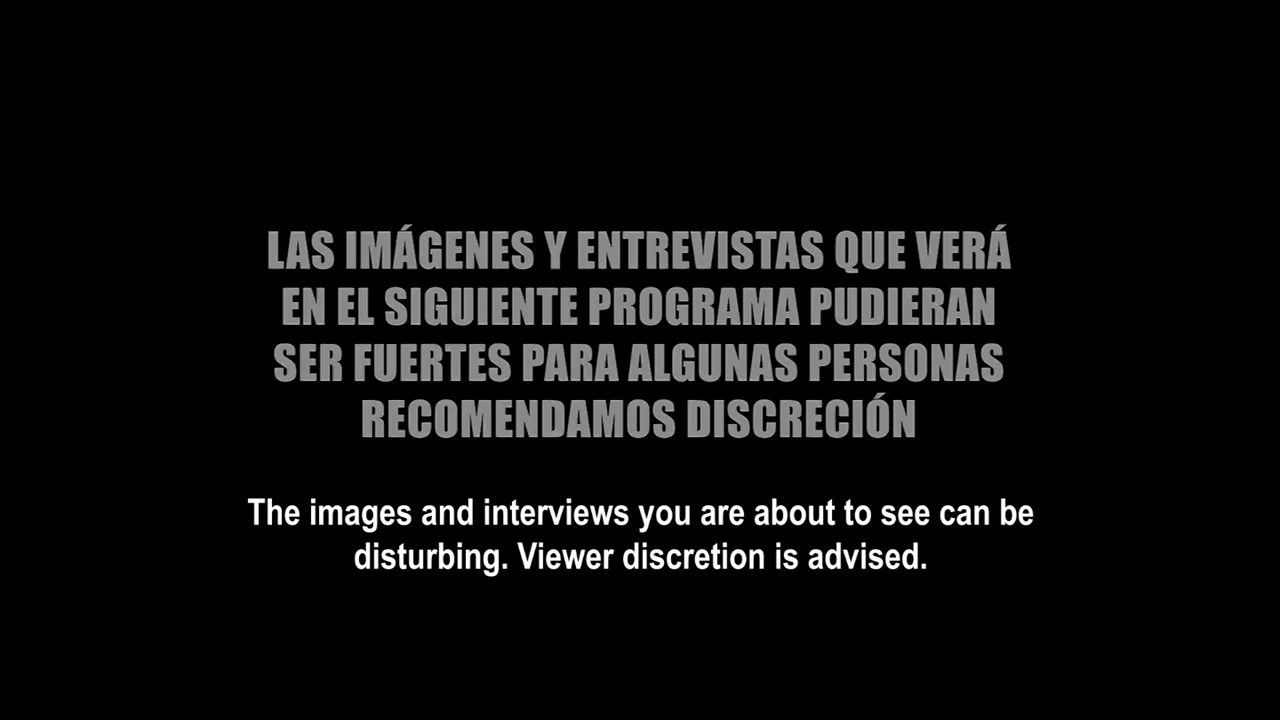 LAS IMÁGENES Y ENTREVISTAS QUE VERÁ
EN EL SIGUIENTE PROGRAMA PUDIERAN
SER FUERTES PARA ALGUNAS PERSONAS
RECOMENDAMOS DISCRECIÓN
The images and interviews you are about to see can be
disturbing. Viewer discretion is advised.